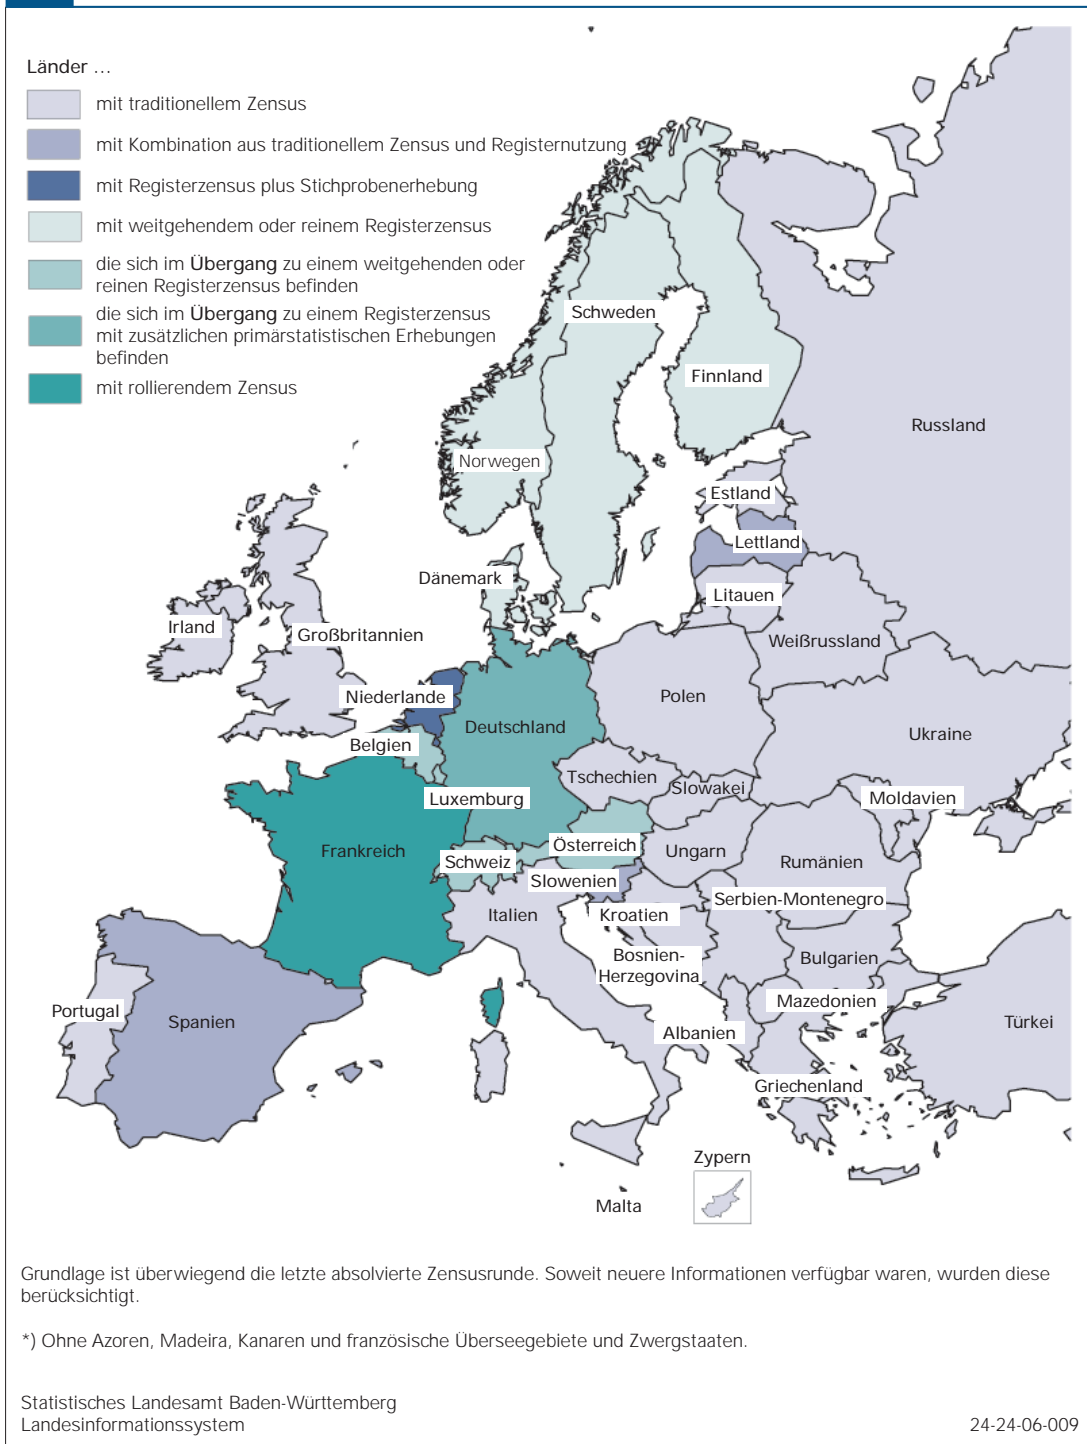 Länder ...
mit traditionellem Zensus
mit Kombination aus traditionellem Zensus und Registernutzung
mit Registerzensus plus Stichprobenerhebung
mit weitgehendem oder reinem Registerzensus
die sich im Übergang zu einem weitgehenden oder
reinen Registerzensus befinden
die sich im Übergang zu einem Registerzensus
mit zusätzlichen primärstatistischen Erhebungen
befinden
mit rollierendem Zensus
Schweden
Finnland
Russland
Norwegen
Estland
Lettland
Dänemark
Litauen
Irland
Großbritannien
Weißrussland
Niederlande
Polen
Deutschland
Ukraine
Belgien
Tschechien
Slowakei
Luxemburg
Moldavien
Frankreich
Österreich
Ungarn
Schweiz
Rumänien
Slowenien
Serbien-Montenegro
Italien
Kroatien
Bosnien-
Herzegovina
Bulgarien
Mazedonien
Portugal
Spanien
Albanien
Türkei
Griechenland
Zypern
Malta
Grundlage ist überwiegend die letzte absolvierte Zensusrunde. Soweit neuere Informationen verfügbar waren, wurden diese
berücksichtigt.
*) Ohne Azoren, Madeira, Kanaren und französische Überseegebiete und Zwergstaaten.
Statistisches Landesamt Baden-Württemberg
Landesinformationssystem
24-24-06-009